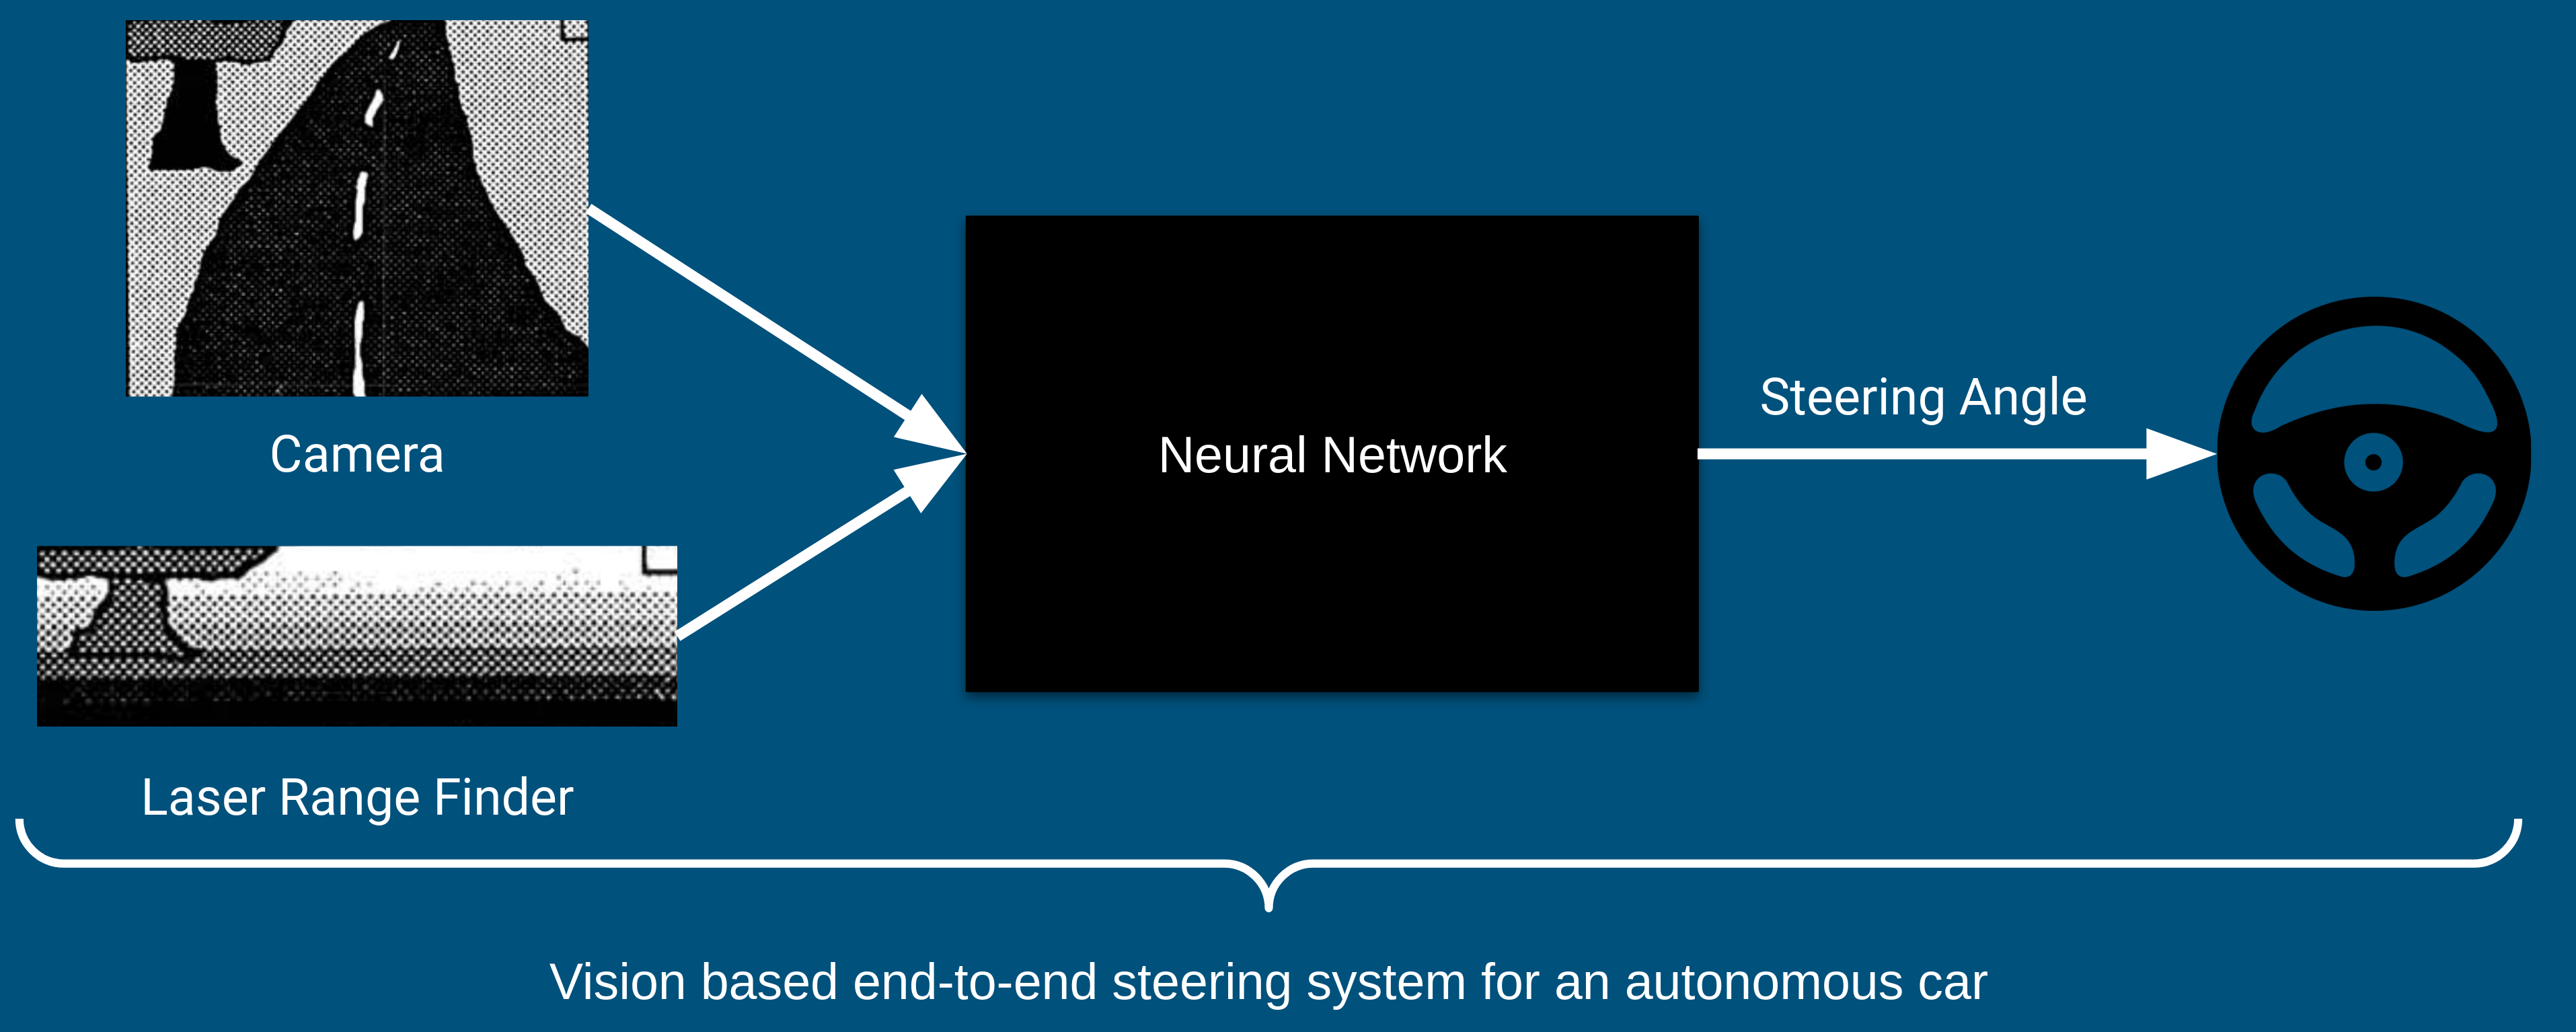 Camera
Laser Range Finder
Neural Network
Steering Angle
Vision based end-to-end steering system for an autonomous car